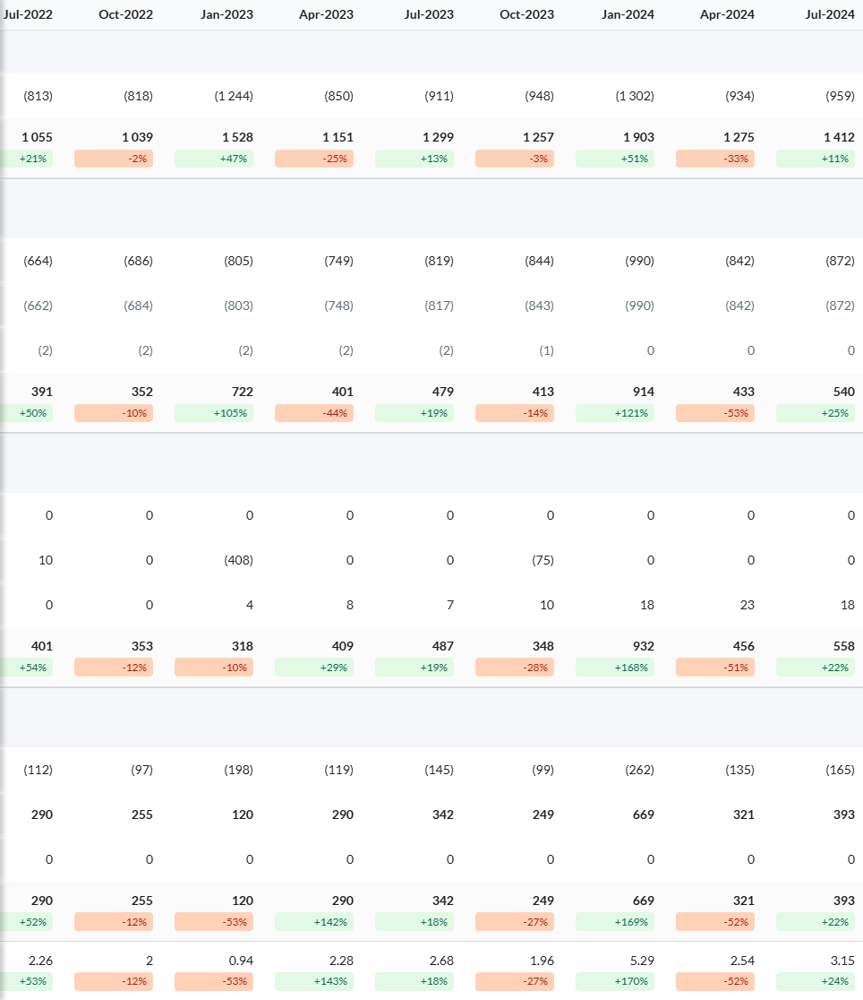 Jul-2022 Oct-2022 Jan-2023 Apr-2023 Jul-2023 Oct-2023 Jan-2024 Apr-2024 Jul-2024
(813) (818) (1 244) (850) (911) (948) (1 302) (934) (959)
1 055 1 039 1 528 1 151 1 299 1 257 1 903 1 275 1 412
+21% -2% +47% -25% +13% -3% +51% -33% +11%
(664) (686) (805) (749) (819) (844) (990) (842) (872)
(662) (684) (803) (748) (817) (843) (990) (842) (872)
(2) (2) (2) (2) (2) (1) 0 0 0
391 352 722 401 479 413 914 433 540
+50% -10% +105% -44% +19% -14% +121% -53% +25%
0 0 0 0 0 0 0 0 0
10 0 (408) 0 0 (75) 0 0 0
0 0 4 8 7 10 18 23 18
401 353 318 409 487 348 932 456 558
+54% -12% -10% +29% +19% -28% +168% -51% +22%
(112) (97) (198) (119) (145) (99) (262) (135) (165)
290 255 120 290 342 249 669 321 393
0 0 0 0 0 0 0 0 0
290 255 120 290 342 249 669 321 393
+52% -12% -53% +142% +18% -27% +169% -52% +22%
2.26 2 0.94 2.28 2.68 1.96 5.29 2.54 3.15
+53% -12% -53% +143% +18% -27% +170% -52% +24%